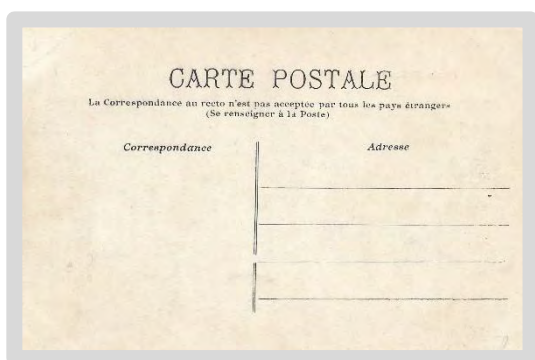 CARTE POSTALE
La Correspondance au recto n'est pas acceptée par tous les pays étrangers
(Se renseigner à la Poste)
Correspondance
Adresse